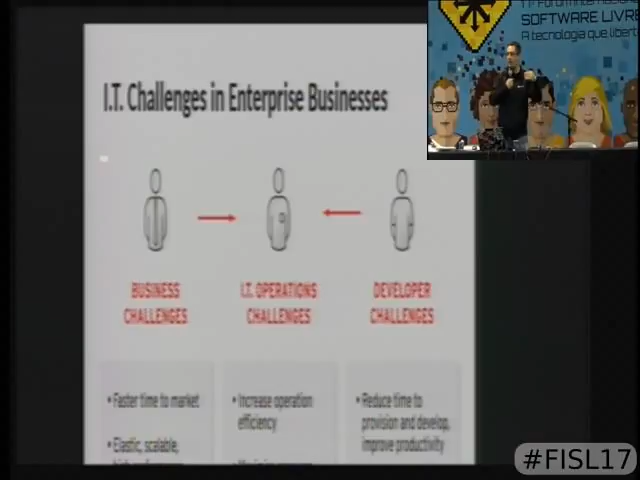 SOFTWARE LIVRE
A tecnologia que libert
I.T. Challenges in Enterprise Businesses
BUSINESS
CHALLENGES
I.T. OPERATIONS
CHALLENGES
DEVELOPER
CHALLENGES
• Faster time to market
• Elastic, scalable,
• Increase operation
efficiency
• Reduce time to
provision and develop,
improve productivity
#FISL17